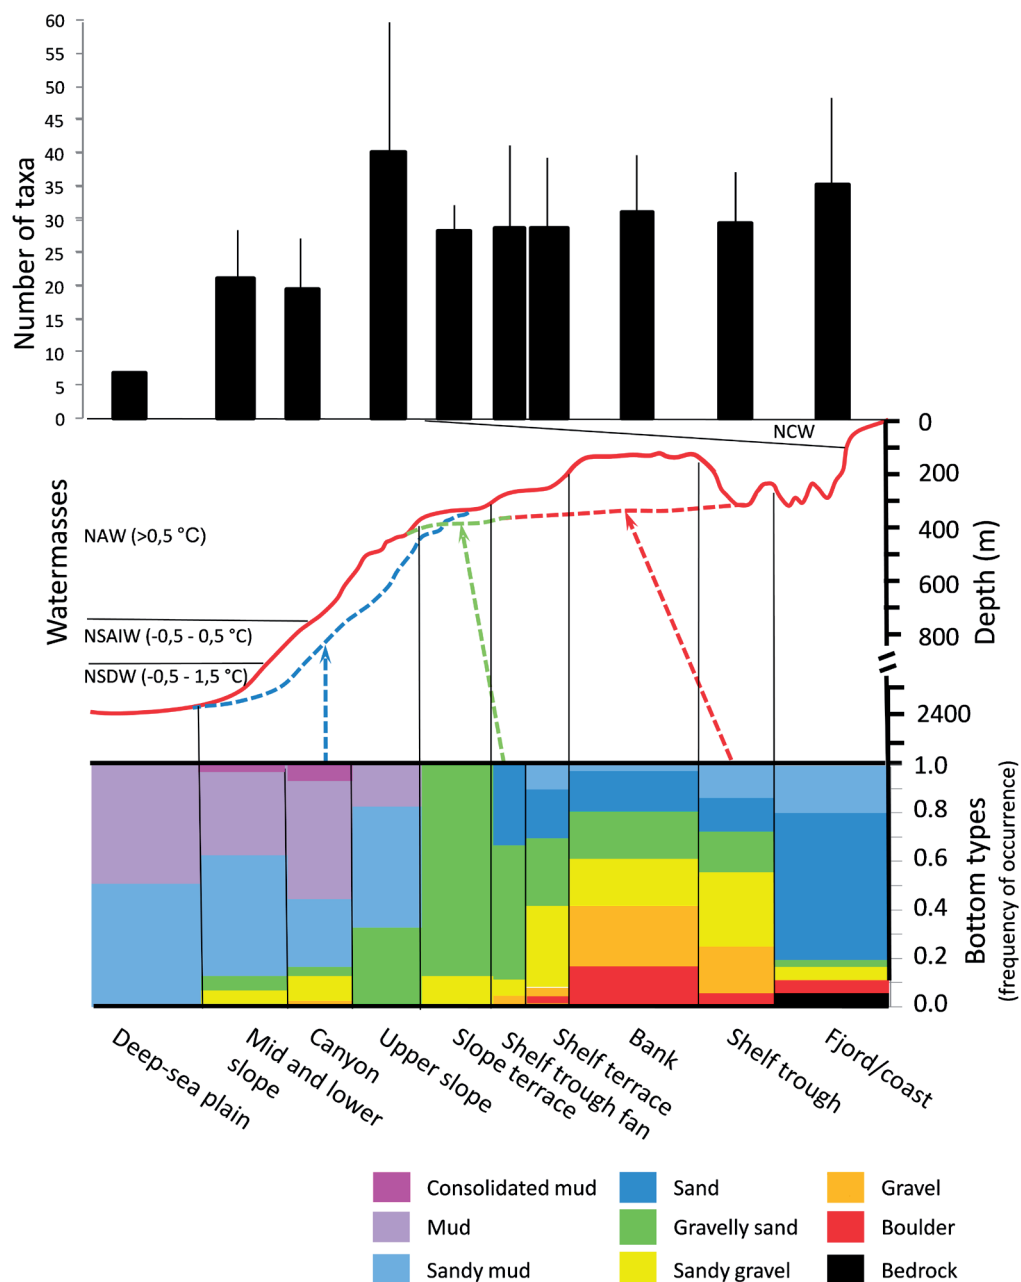 60
55
50
45
40
35
30
25
20
15
10
5
0
Number of taxa
Watermasses
NAW (>0,5 °C)
NSAIW (-0,5 - 0,5 °C)
NSDW (-0,5 - 1,5 °C)
NCW
0
200
400
600
800
2400
Depth (m)
1.0
0.8
0.6
0.4
0.2
0.0
Bottom types
(frequency of occurrence)
Deep-sea plain
Mid and lower
slope
Canyon
Upper slope
Slope terrace
Shelf trough fan
Shelf terrace
Bank
Shelf trough
Fjord/coast
Consolidated mud
Mud
Sandy mud
Sand
Gravelly sand
Sandy gravel
Gravel
Boulder
Bedrock